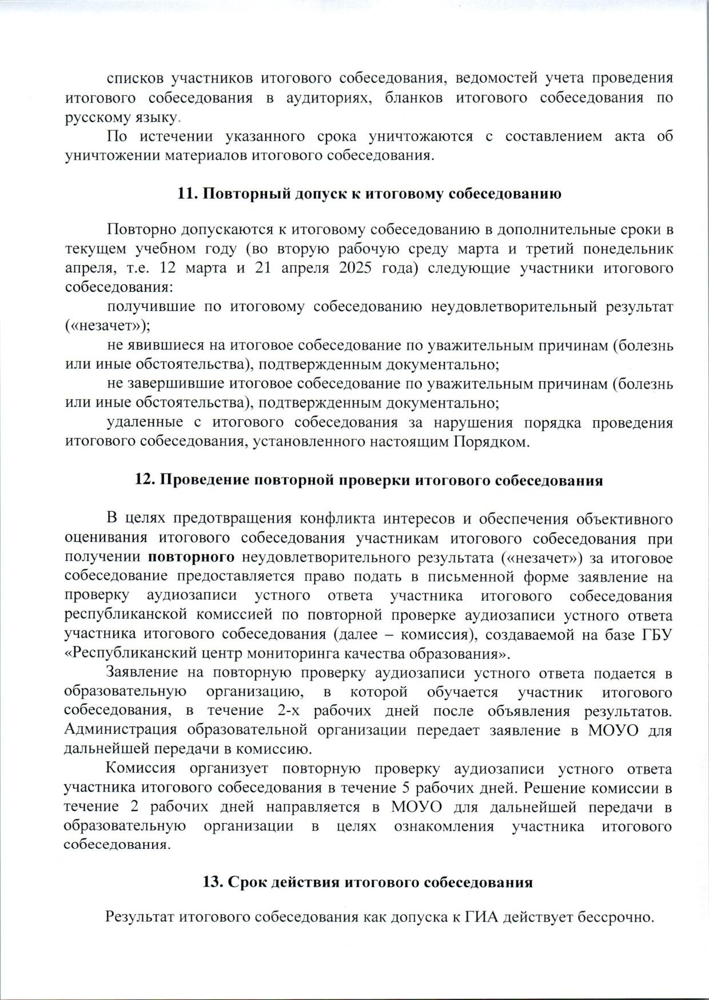 списков участников итогового собеседования, ведомостей учета проведения
итогового собеседования в аудиториях, бланков итогового собеседования по
русскому языку.
По истечении указанного срока уничтожаются с составлением акта об
уничтожении материалов итогового собеседования.
11. Повторный допуск к итоговому собеседованию
Повторно допускаются к итоговому собеседованию в дополнительные сроки в
текущем учебном году (во вторую рабочую среду марта и третий понедельник
апреля, т.е. 12 марта и 21 апреля 2025 года) следующие участники итогового
собеседования:
получившие по итоговому собеседованию неудовлетворительный результат
(«незачет»);
не явившиеся на итоговое собеседование по уважительным причинам (болезнь
или иные обстоятельства), подтвержденным документально;
не завершившие итоговое собеседование по уважительным причинам (болезнь
или иные обстоятельства), подтвержденным документально;
удаленные с итогового собеседования за нарушения порядка проведения
итогового собеседования, установленного настоящим Порядком.
12. Проведение повторной проверки итогового собеседования
В целях предотвращения конфликта интересов и обеспечения объективного
оценивания итогового собеседования участникам итогового собеседования при
получении повторного неудовлетворительного результата («незачет») за итоговое
собеседование предоставляется право подать в письменной форме заявление на
проверку аудиозаписи устного ответа участника итогового собеседования
республиканской комиссией по повторной проверке аудиозаписи устного ответа
участника итогового собеседования (далее – комиссия), создаваемой на базе ГБУ
«Республиканский центр мониторинга качества образования».
Заявление на повторную проверку аудиозаписи устного ответа подается в
образовательную организацию, в которой обучается участник итогового
собеседования, в течение 2-х рабочих дней после объявления результатов.
Администрация образовательной организации передает заявление в МОУО для
дальнейшей передачи в комиссию.
Комиссия организует повторную проверку аудиозаписи устного ответа
участника итогового собеседования в течение 5 рабочих дней. Решение комиссии в
течение 2 рабочих дней направляется в МОУО для дальнейшей передачи в
образовательную организации в целях ознакомления участника итогового
собеседования.
13. Срок действия итогового собеседования
Результат итогового собеседования как допуска к ГИА действует бессрочно.